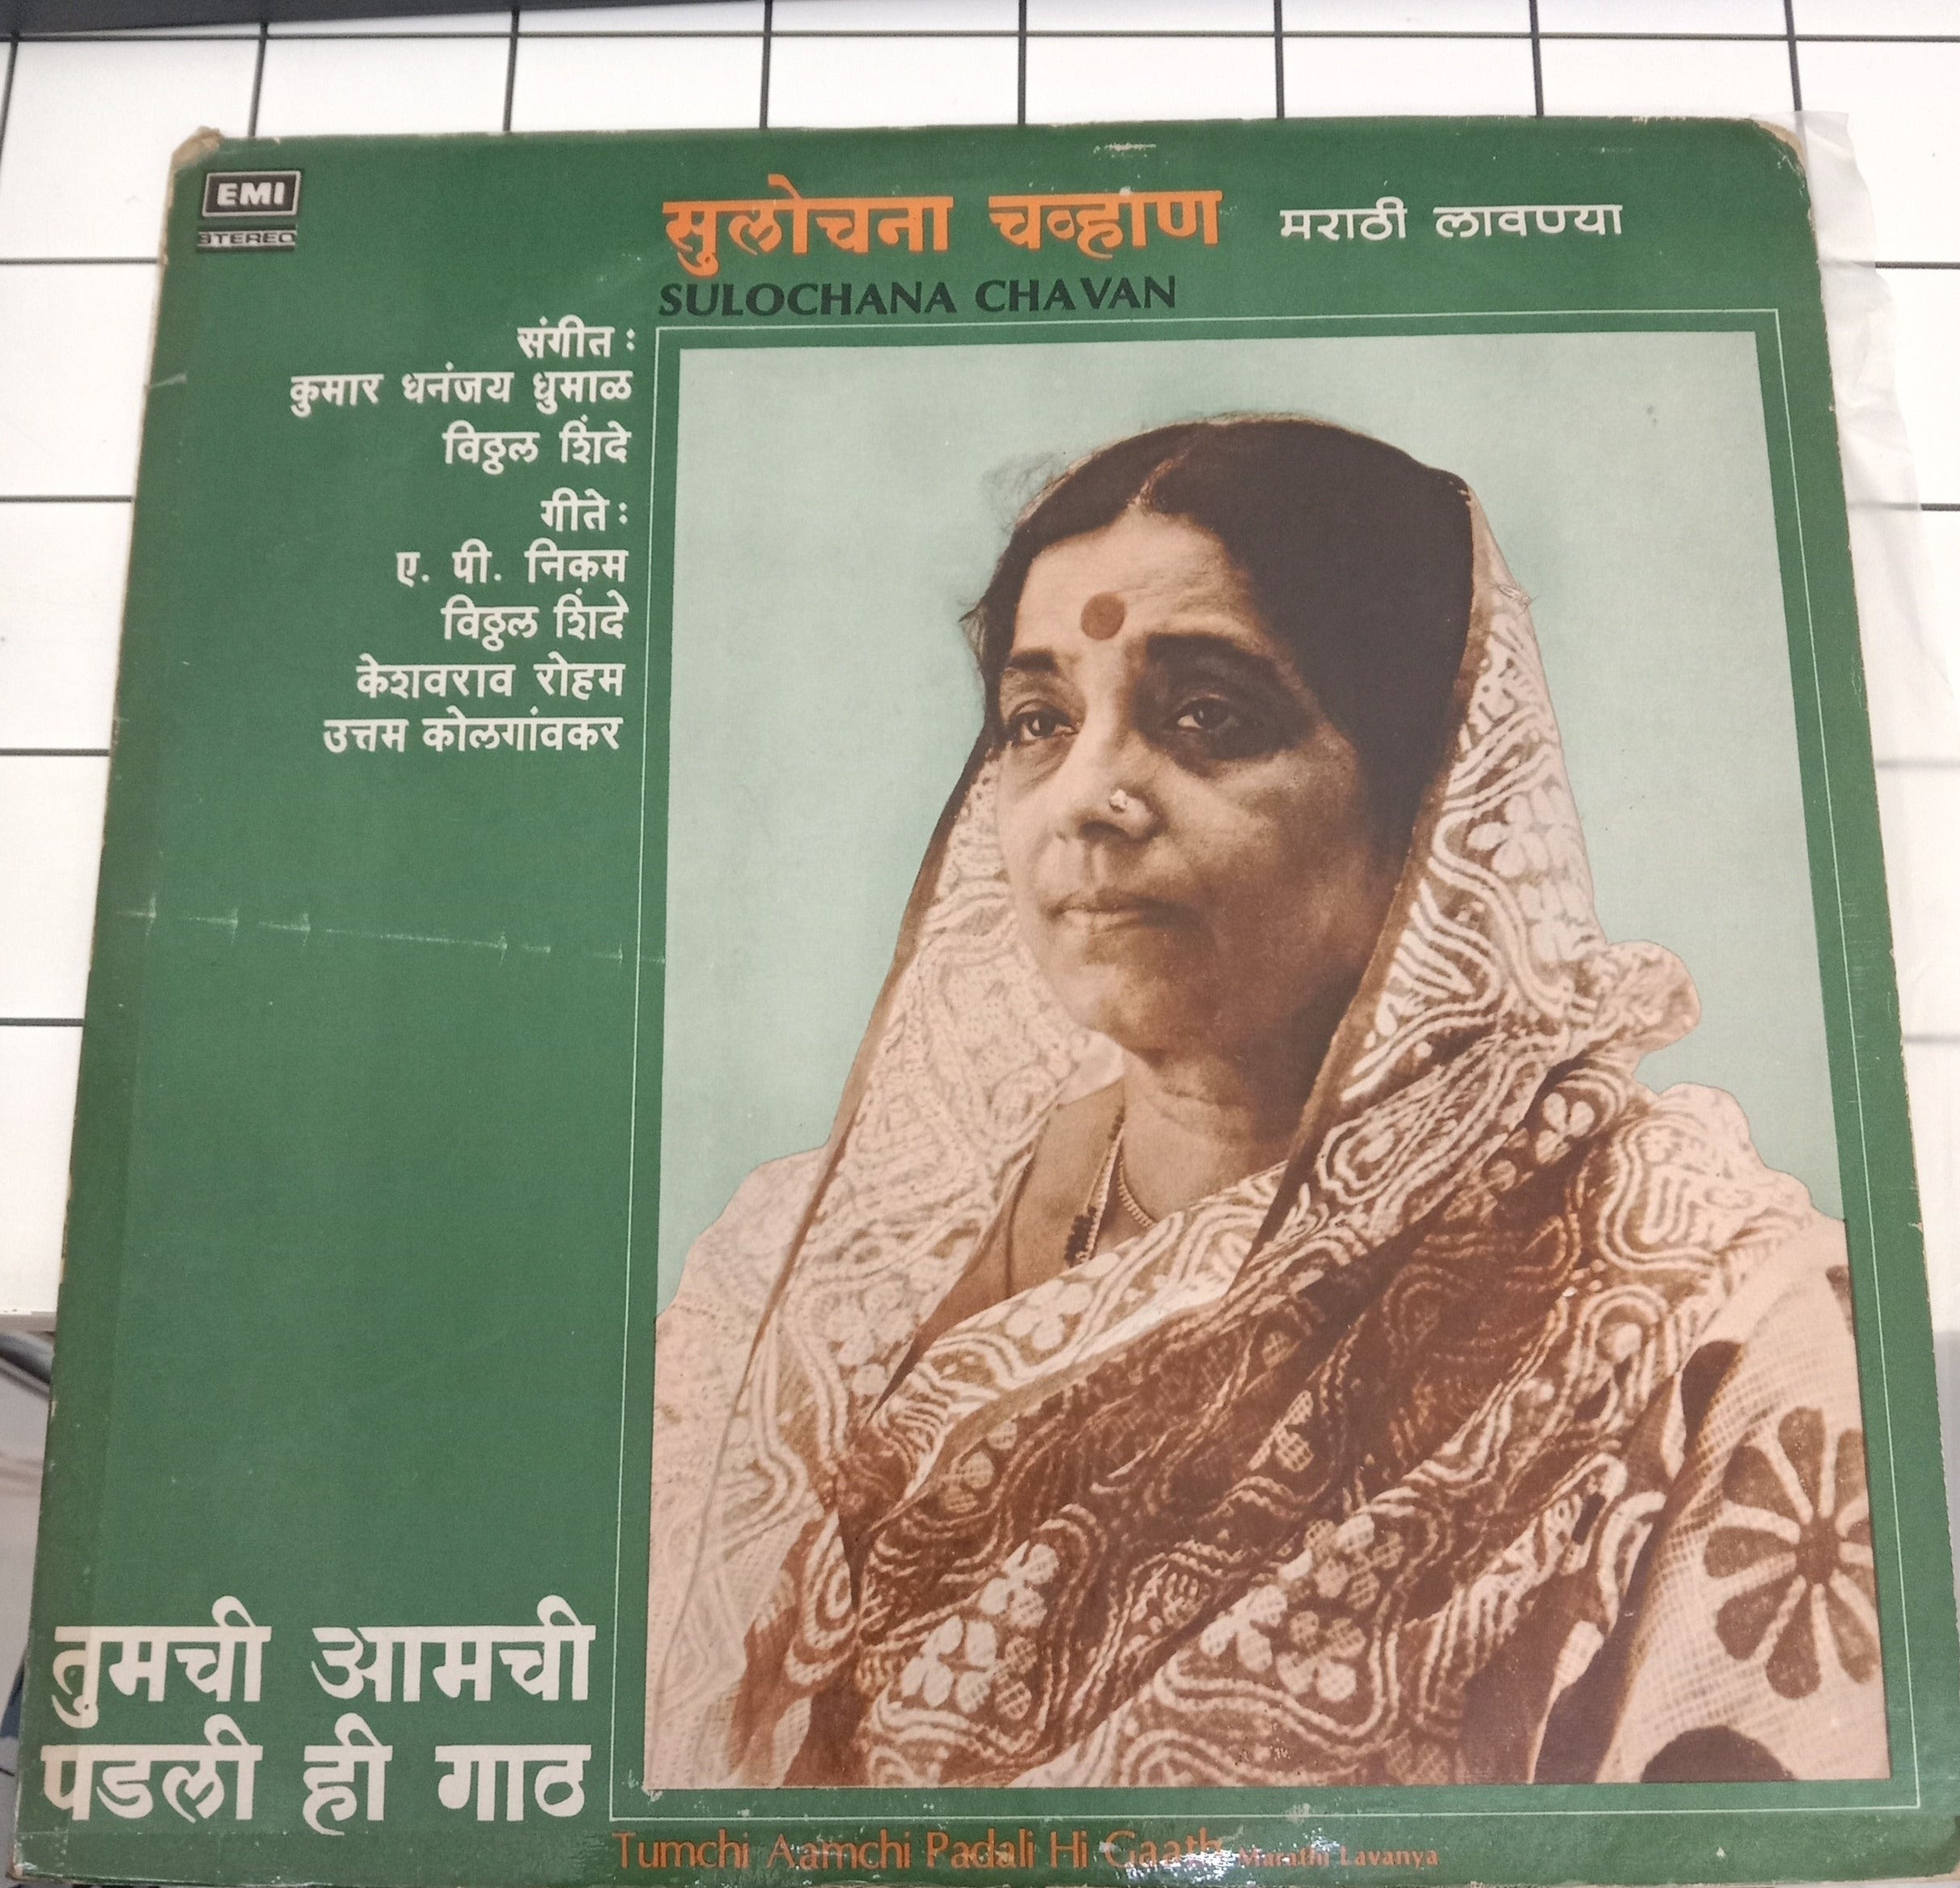 EMI
STEREO
सुलोचना चव्हाण मराठी लावण्या
SULOCHANA CHAVAN
संगीत :
कुमार धनंजय धुमाळ
विठ्ठल शिंदे
गीते :
ए. पी. निकम
विठ्ठल शिंदे
केशवराव रोहम
उत्तम कोलगांवकर
तुमची आमची
पडली ही गाठ
Tumchi Aamchi Padali Hi Gaath Marathi Lavanya